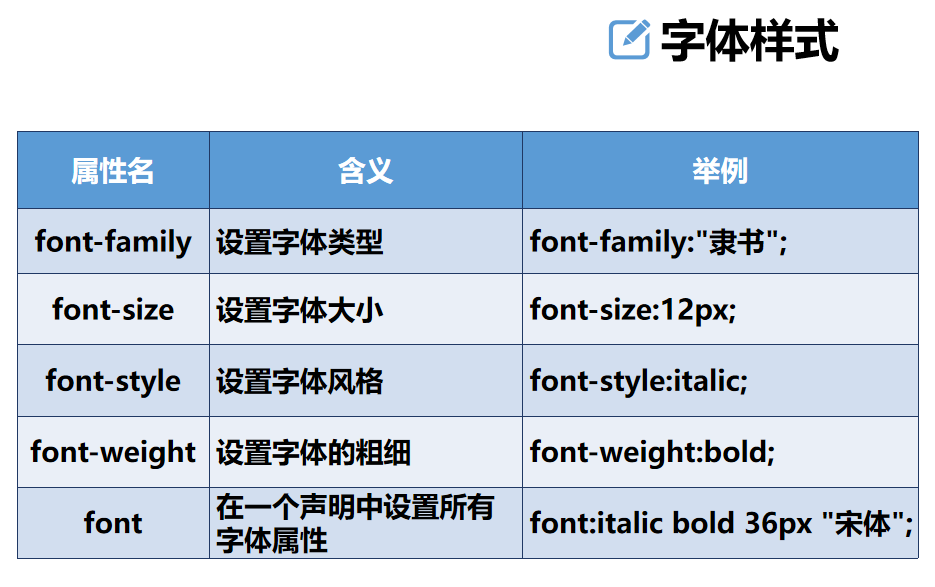 字体样式
属性名 含义 举例
font-family 设置字体类型 font-family:"隶书";
font-size 设置字体大小 font-size:12px;
font-style 设置字体风格 font-style:italic;
font-weight 设置字体的粗细 font-weight:bold;
font 在一个声明中设置所有
字体属性 font:italic bold 36px "宋体";